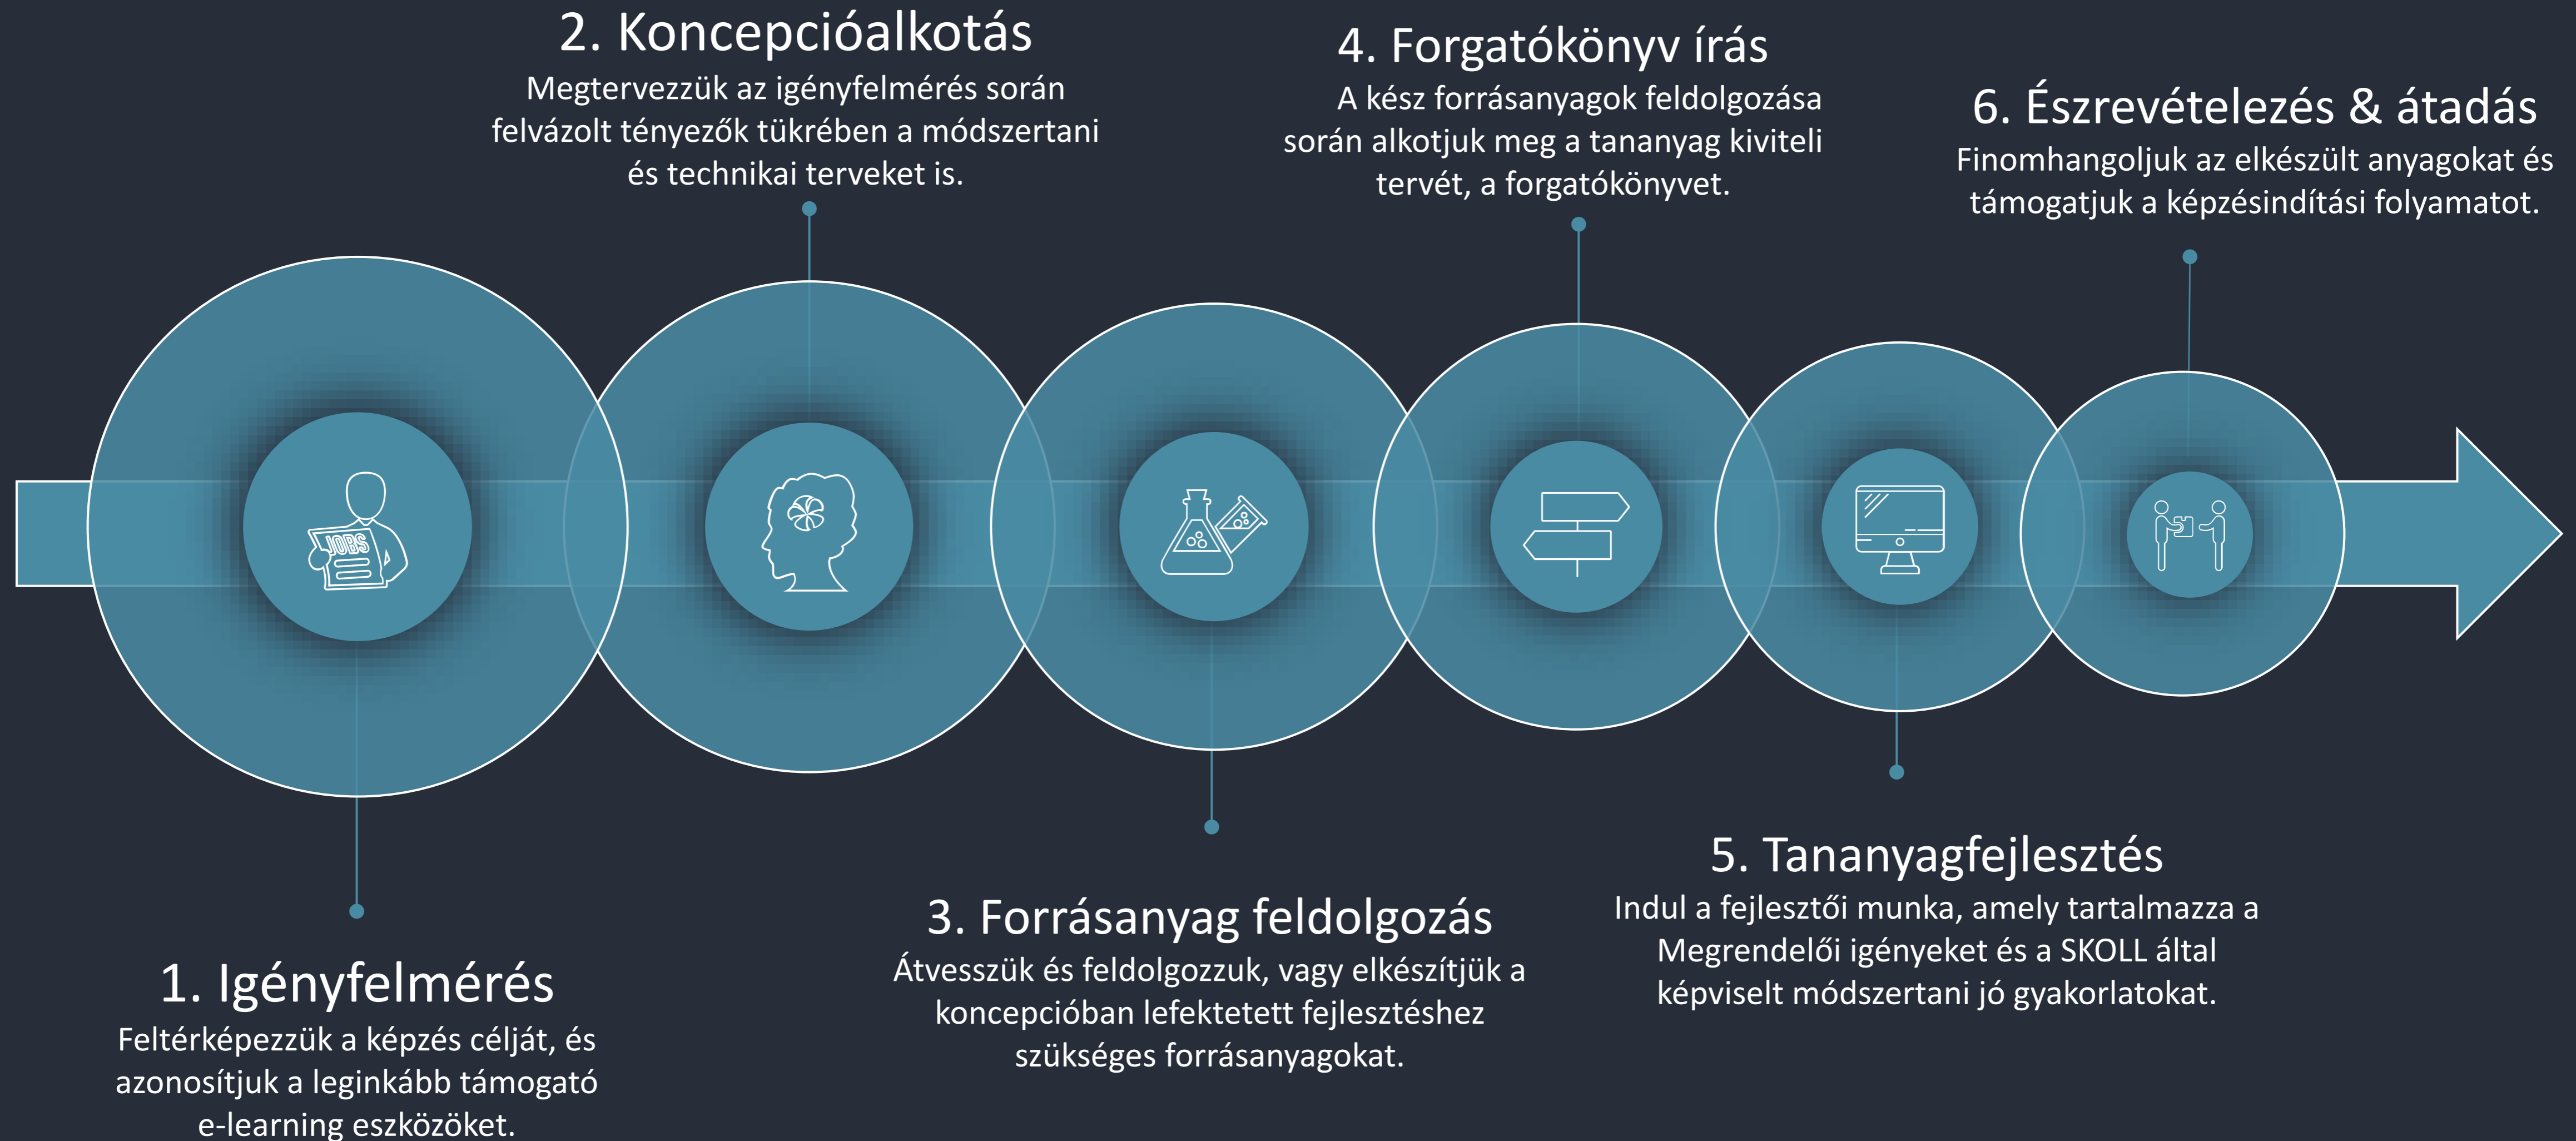 1. Igényfelmérés
Feltérképezzük a képzés célját, és
azonosítjuk a leginkább támogató
e-learning eszközöket.
2. Koncepcióalkotás
Megtervezzük az igényfelmérés során
felvázolt tényezők tükrében a módszertani
és technikai terveket is.
3. Forrásanyag feldolgozás
Átvesszük és feldolgozzuk, vagy elkészítjük a
koncepcióban lefektetett fejlesztéshez
szükséges forrásanyagokat.
4. Forgatókönyv írás
A kész forrásanyagok feldolgozása
során alkotjuk meg a tananyag kiviteli
tervét, a forgatókönyvet.
5. Tananyagfejlesztés
Indul a fejlesztői munka, amely tartalmazza a
Megrendelői igényeket és a SKOLL által
képviselt módszertani jó gyakorlatokat.
6. Észrevételezés & átadás
Finomhangoljuk az elkészült anyagokat és
támogatjuk a képzésindítási folyamatot.
JOBS